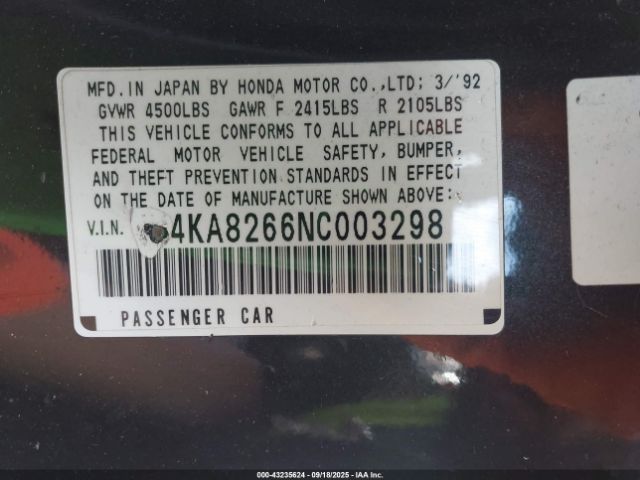 MFD. IN JAPAN BY HONDA MOTOR CO., LTD; 3/'92
GVWR 4500LBS GAWR F 2415LBS R 2105LBS
THIS VEHICLE CONFORMS TO ALL APPLICABLE
FEDERAL MOTOR VEHICLE SAFETY, BUMPER,
AND THEFT PREVENTION STANDARDS IN EFFECT
ON THE DATE OF MANUFACTURE SHOWN ABOVE:
V.I.N. 4KA8266NC003298
PASSENGER CAR
000-43235624 - 09/18/2025 - IAA Inc.